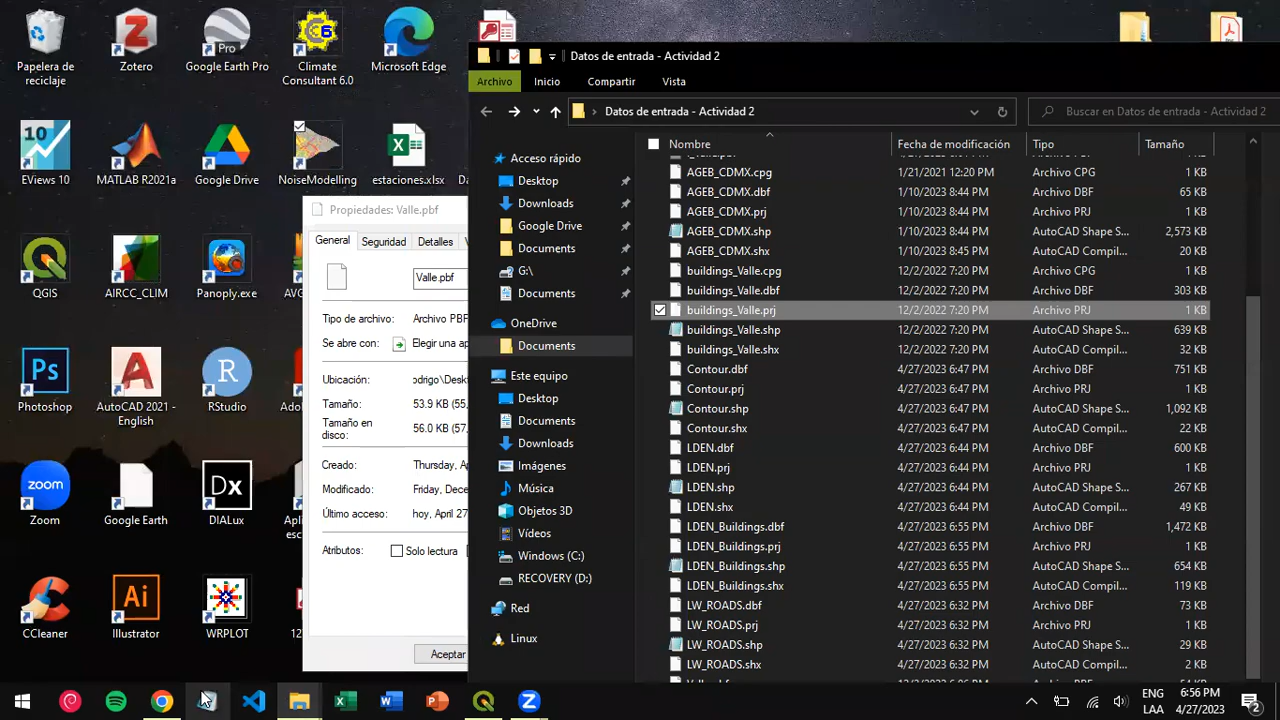 Papelera de reciclaje
Zotero
Google Earth Pro
Climate Consultant 6.0
Microsoft Edge
EViews 10
MATLAB R2021a
Google Drive
NoiseModelling
estaciones.xlsx
QGIS
AIRCC_CLIM
Panoply.exe
Photoshop
AutoCAD 2021 - English
RStudio
Zoom
Google Earth
DIALux
CCleaner
Illustrator
WRPLOT
Propiedades: Valle.pbf
General
Seguridad
Detalles
Valle.pbf
Tipo de archivo:
Archivo PBF
Se abre con:
Elegir una ap
Ubicación:
odrigo\Desk
Tamaño:
53.9 KB (55,
Tamaño en disco:
56.0 KB (57,
Creado:
Thursday, Ap
Modificado:
Friday, Dece
Último acceso:
hoy, April 27
Atributos:
Solo lectura
Aceptar
Datos de entrada - Actividad 2
Archivo
Inicio
Compartir
Vista
Datos de entrada - Actividad 2
Buscar en Datos de entrada - Actividad 2
Acceso rápido
Desktop
Downloads
Google Drive
Documents
G:\
Documents
OneDrive
Documents
Este equipo
Desktop
Documents
Downloads
Imágenes
Música
Objetos 3D
Vídeos
Windows (C:)
RECOVERY (D:)
Red
Linux
Nombre Fecha de modificación Tipo Tamaño
AGEB_CDMX.cpg 1/21/2021 12:20 PM Archivo CPG 1 KB
AGEB_CDMX.dbf 1/10/2023 8:44 PM Archivo DBF 65 KB
AGEB_CDMX.prj 1/10/2023 8:44 PM Archivo PRJ 1 KB
AGEB_CDMX.shp 1/10/2023 8:44 PM AutoCAD Shape S... 2,573 KB
AGEB_CDMX.shx 1/10/2023 8:45 PM AutoCAD Compil... 20 KB
buildings_Valle.cpg 12/2/2022 7:20 PM Archivo CPG 1 KB
buildings_Valle.dbf 12/2/2022 7:20 PM Archivo DBF 303 KB
buildings_Valle.prj 12/2/2022 7:20 PM Archivo PRJ 1 KB
buildings_Valle.shp 12/2/2022 7:20 PM AutoCAD Shape S... 639 KB
buildings_Valle.shx 12/2/2022 7:20 PM AutoCAD Compil... 32 KB
Contour.dbf 4/27/2023 6:47 PM Archivo DBF 751 KB
Contour.prj 4/27/2023 6:47 PM Archivo PRJ 1 KB
Contour.shp 4/27/2023 6:47 PM AutoCAD Shape S... 1,092 KB
Contour.shx 4/27/2023 6:47 PM AutoCAD Compil... 22 KB
LDEN.dbf 4/27/2023 6:44 PM Archivo DBF 600 KB
LDEN.prj 4/27/2023 6:44 PM Archivo PRJ 1 KB
LDEN.shp 4/27/2023 6:44 PM AutoCAD Shape S... 267 KB
LDEN.shx 4/27/2023 6:44 PM AutoCAD Compil... 49 KB
LDEN_Buildings.dbf 4/27/2023 6:55 PM Archivo DBF 1,472 KB
LDEN_Buildings.prj 4/27/2023 6:55 PM Archivo PRJ 1 KB
LDEN_Buildings.shp 4/27/2023 6:55 PM AutoCAD Shape S... 654 KB
LDEN_Buildings.shx 4/27/2023 6:55 PM AutoCAD Compil... 119 KB
LW_ROADS.dbf 4/27/2023 6:32 PM Archivo DBF 73 KB
LW_ROADS.prj 4/27/2023 6:32 PM Archivo PRJ 1 KB
LW_ROADS.shp 4/27/2023 6:32 PM AutoCAD Shape S... 29 KB
LW_ROADS.shx 4/27/2023 6:32 PM AutoCAD Compil... 2 KB
ENG
LAA
6:56 PM
4/27/2023
2